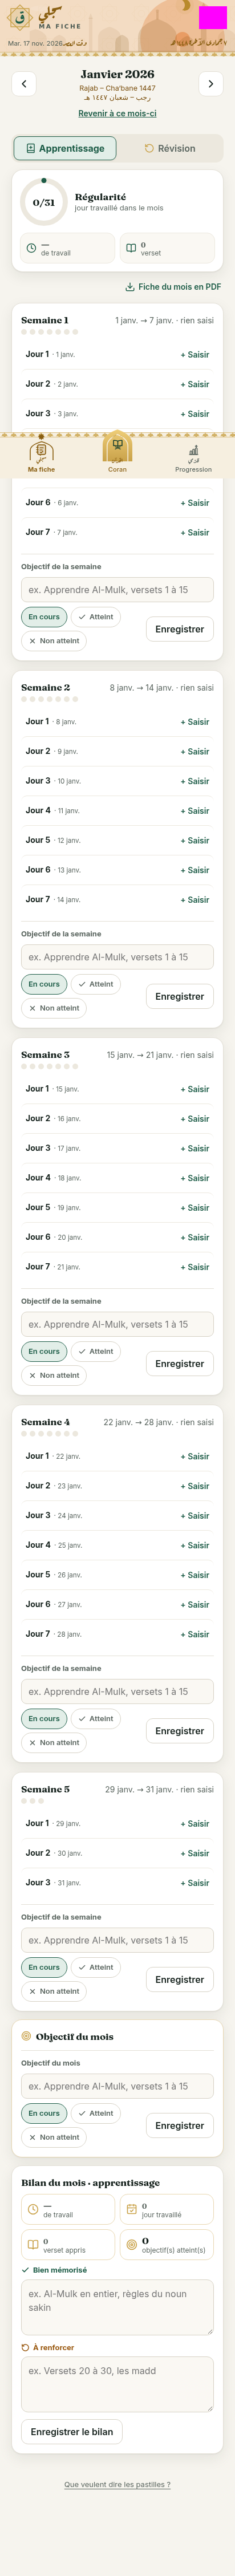 سجلّي
MA FICHE
Mar. 17 nov. 2026
Janvier 2026
Rajab – Cha'bane 1447
رجب – شعبان ١٤٤٧ هـ
Revenir à ce mois-ci
Apprentissage
Révision
0/31
Régularité
jour travaillé dans le mois
—
de travail
0
verset
Fiche du mois en PDF
Semaine 1
1 janv. → 7 janv. · rien saisi
Jour 1 · 1 janv.
+ Saisir
Jour 2 · 2 janv.
+ Saisir
Jour 3 · 3 janv.
+ Saisir
Ma fiche
Coran
Progression
Jour 6 · 6 janv.
+ Saisir
Jour 7 · 7 janv.
+ Saisir
Objectif de la semaine
ex. Apprendre Al-Mulk, versets 1 à 15
En cours
Atteint
Non atteint
Enregistrer
Semaine 2
8 janv. → 14 janv. · rien saisi
Jour 1 · 8 janv.
+ Saisir
Jour 2 · 9 janv.
+ Saisir
Jour 3 · 10 janv.
+ Saisir
Jour 4 · 11 janv.
+ Saisir
Jour 5 · 12 janv.
+ Saisir
Jour 6 · 13 janv.
+ Saisir
Jour 7 · 14 janv.
+ Saisir
Objectif de la semaine
ex. Apprendre Al-Mulk, versets 1 à 15
En cours
Atteint
Non atteint
Enregistrer
Semaine 3
15 janv. → 21 janv. · rien saisi
Jour 1 · 15 janv.
+ Saisir
Jour 2 · 16 janv.
+ Saisir
Jour 3 · 17 janv.
+ Saisir
Jour 4 · 18 janv.
+ Saisir
Jour 5 · 19 janv.
+ Saisir
Jour 6 · 20 janv.
+ Saisir
Jour 7 · 21 janv.
+ Saisir
Objectif de la semaine
ex. Apprendre Al-Mulk, versets 1 à 15
En cours
Atteint
Non atteint
Enregistrer
Semaine 4
22 janv. → 28 janv. · rien saisi
Jour 1 · 22 janv.
+ Saisir
Jour 2 · 23 janv.
+ Saisir
Jour 3 · 24 janv.
+ Saisir
Jour 4 · 25 janv.
+ Saisir
Jour 5 · 26 janv.
+ Saisir
Jour 6 · 27 janv.
+ Saisir
Jour 7 · 28 janv.
+ Saisir
Objectif de la semaine
ex. Apprendre Al-Mulk, versets 1 à 15
En cours
Atteint
Non atteint
Enregistrer
Semaine 5
29 janv. → 31 janv. · rien saisi
Jour 1 · 29 janv.
+ Saisir
Jour 2 · 30 janv.
+ Saisir
Jour 3 · 31 janv.
+ Saisir
Objectif de la semaine
ex. Apprendre Al-Mulk, versets 1 à 15
En cours
Atteint
Non atteint
Enregistrer
Objectif du mois
Objectif du mois
ex. Apprendre Al-Mulk, versets 1 à 15
En cours
Atteint
Non atteint
Enregistrer
Bilan du mois · apprentissage
—
de travail
0
jour travaillé
0
verset appris
0
objectif(s) atteint(s)
Bien mémorisé
ex. Al-Mulk en entier, règles du noun
sakin
À renforcer
ex. Versets 20 à 30, les madd
Enregistrer le bilan
Que veulent dire les pastilles ?